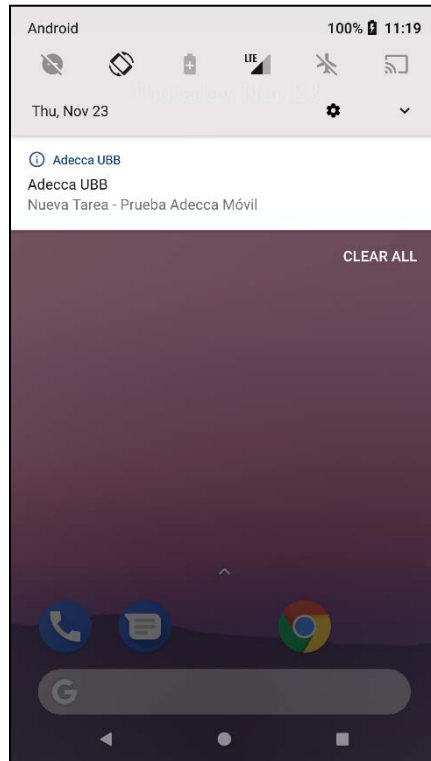 Android 100% 11:19
LTE
Thu, Nov 23
Adecca UBB
Adecca UBB
Nueva Tarea - Prueba Adecca Móvil
CLEAR ALL
G